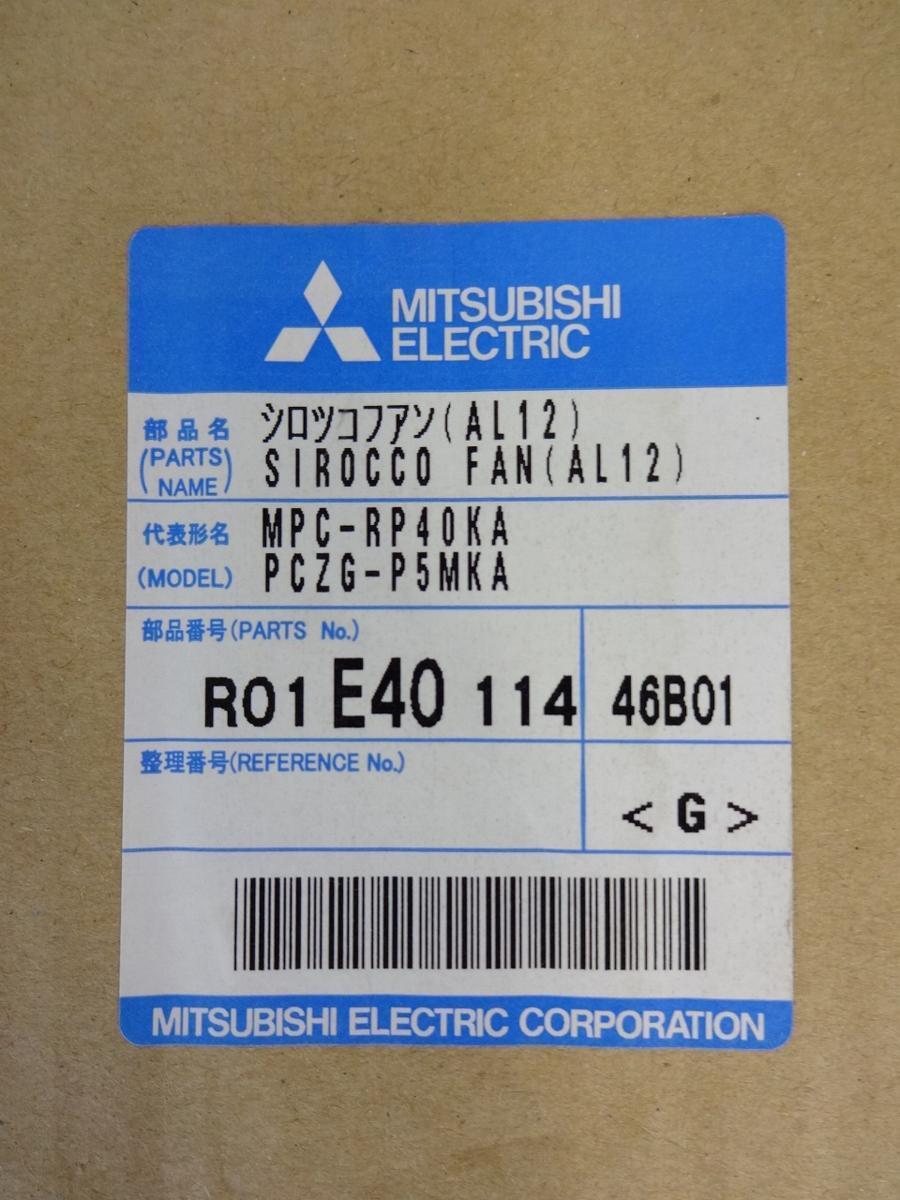 MITSUBISHI
ELECTRIC
部品名 シロツコフアン(AL12)
(PARTS NAME) SIROCCO FAN(AL12)
代表形名 MPC-RP40KA
(MODEL) PCZG-P5MKA
部品番号(PARTS No.)
R01 E40 114 46B01
整理番号(REFERENCE No.)
< G >
MITSUBISHI ELECTRIC CORPORATION